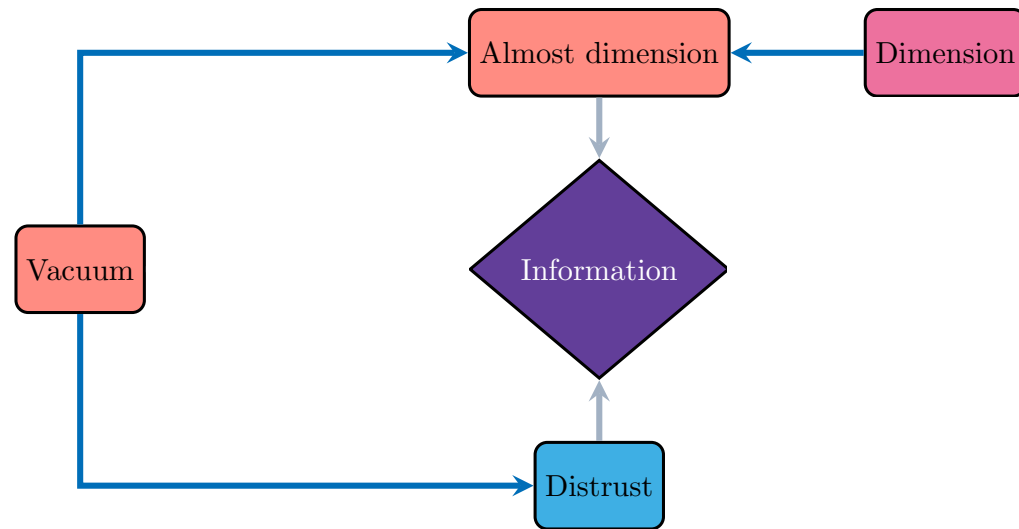 Almost dimension
Dimension
Vacuum
Information
Distrust